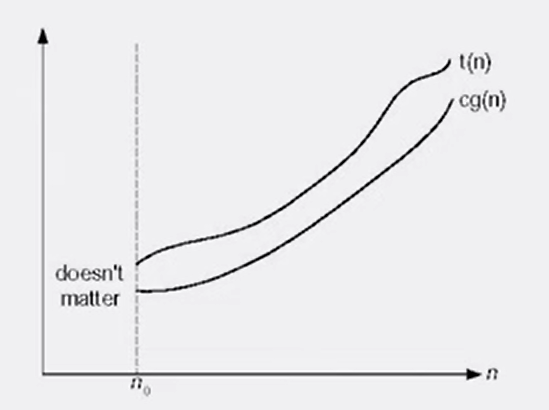 t(n)
cg(n)
doesn't
matter
n
n₀